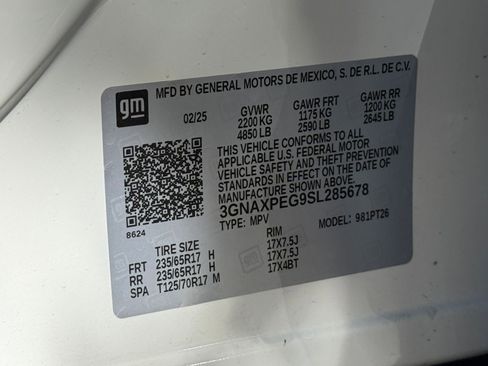 gm
MFD BY GENERAL MOTORS DE MEXICO, S. DE R.L. DE C.V.
02/25 GVWR GAWR FRT GAWR RR
2200 KG 1175 KG 1200 KG
4850 LB 2590 LB 2645 LB
THIS VEHICLE CONFORMS TO ALL
APPLICABLE U.S. FEDERAL MOTOR
VEHICLE SAFETY AND THEFT PREVENTION
STANDARDS IN EFFECT ON THE DATE OF
MANUFACTURE SHOWN ABOVE.
3GNAXPEG9SL285678
TYPE: MPV MODEL: 981PT26
8624
TIRE SIZE RIM
FRT 235/65R17 H 17X7.5J
RR 235/65R17 H 17X7.5J
SPA T125/70R17 M 17X4BT